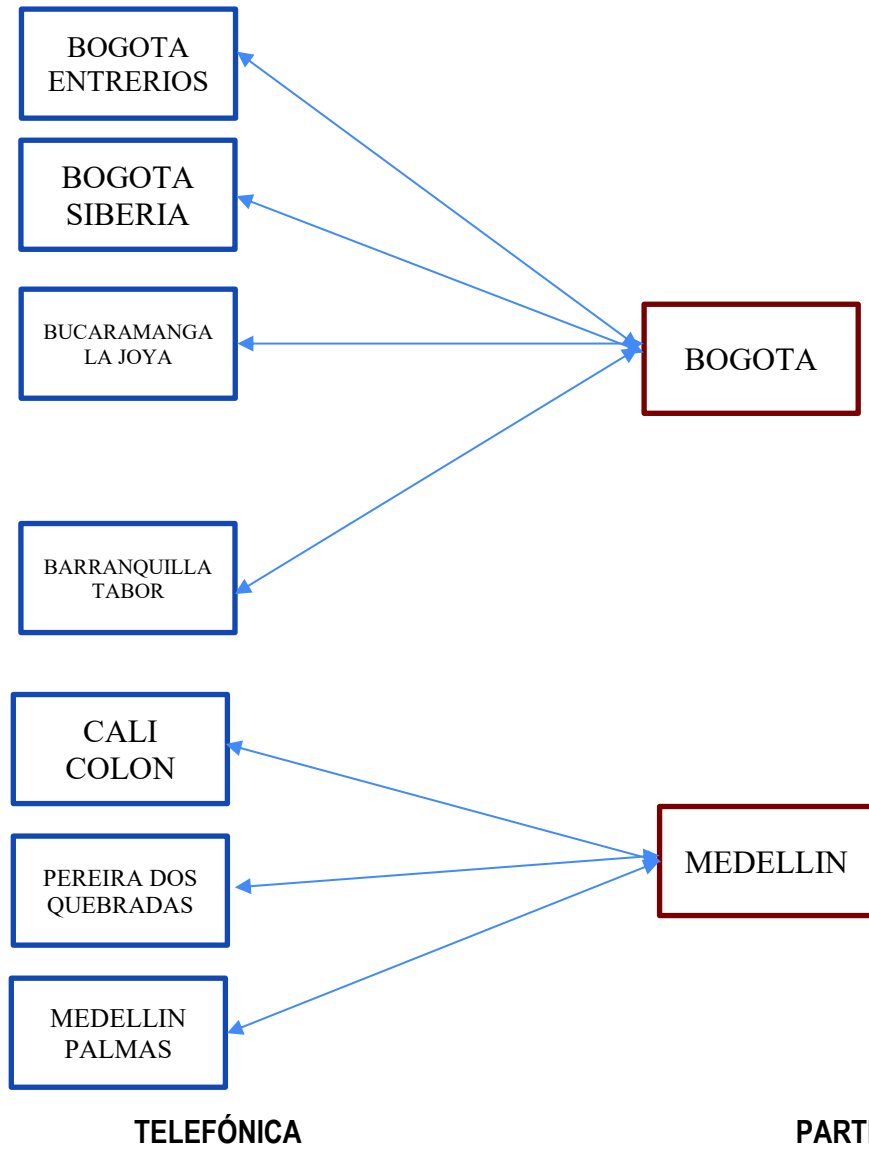 BOGOTA
ENTRERIOS
BOGOTA
SIBERIA
BUCARAMANGA
LA JOYA
BOGOTA
BARRANQUILLA
TABOR
CALI
COLON
MEDELLIN
PEREIRA DOS
QUEBRADAS
MEDELLIN
PALMAS
TELEFÓNICA